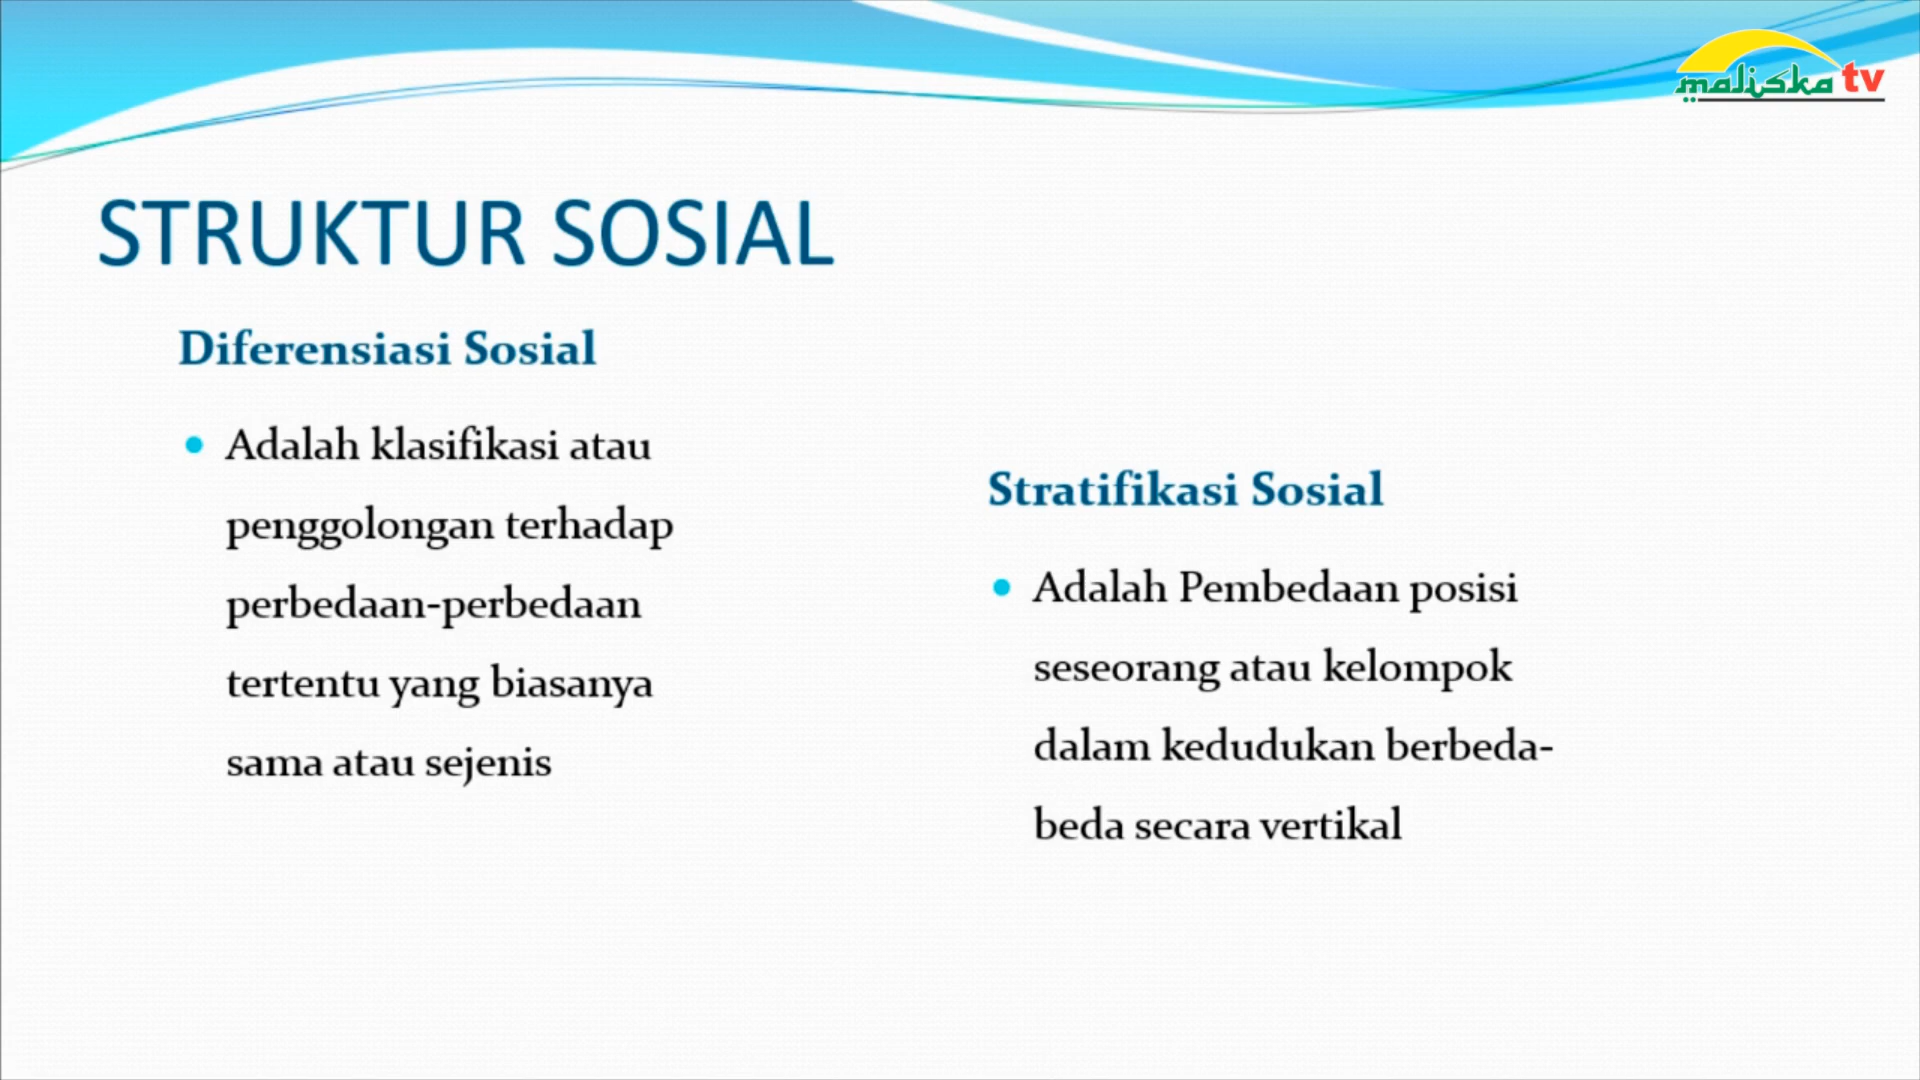 maliska tv
STRUKTUR SOSIAL
Diferensiasi Sosial
Adalah klasifikasi atau
penggolongan terhadap
perbedaan-perbedaan
tertentu yang biasanya
sama atau sejenis
Stratifikasi Sosial
Adalah Pembedaan posisi
seseorang atau kelompok
dalam kedudukan berbeda-
beda secara vertikal